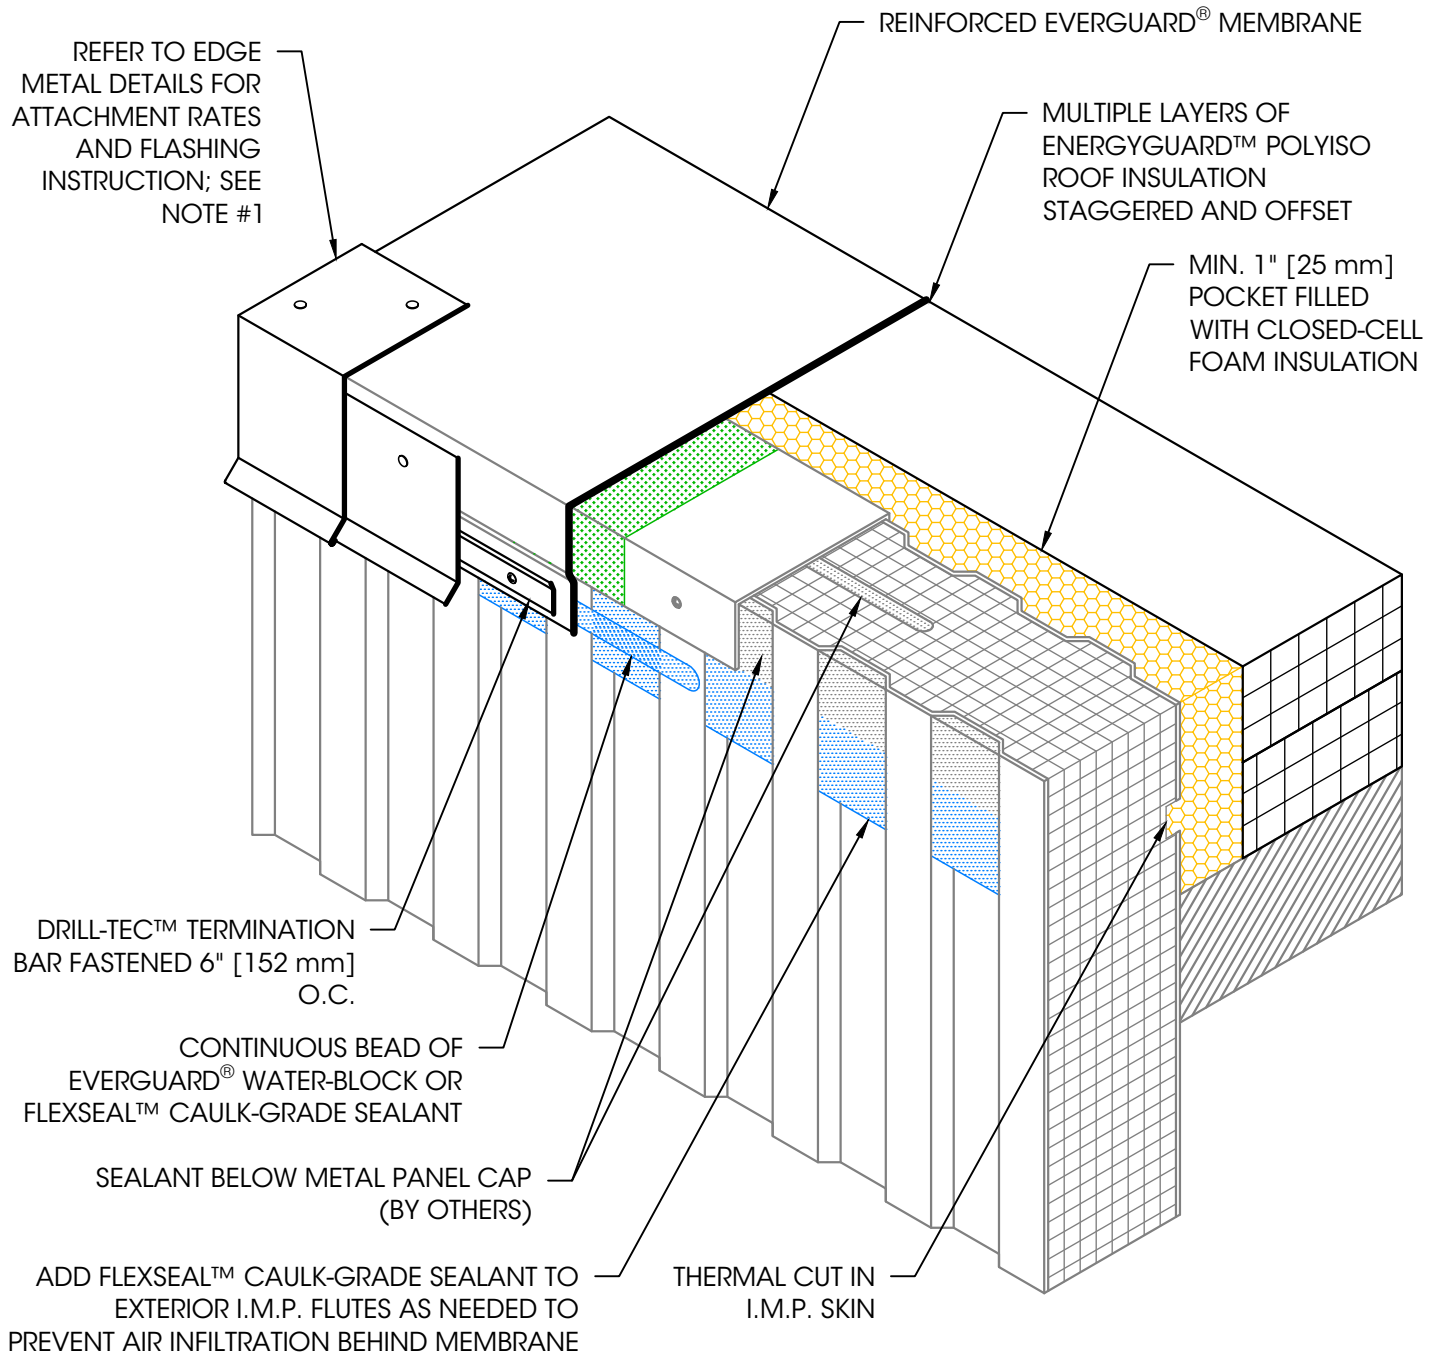 REINFORCED EVERGUARD® MEMBRANE
REFER TO EDGE
METAL DETAILS FOR
ATTACHMENT RATES
AND FLASHING
INSTRUCTION; SEE
NOTE #1
MULTIPLE LAYERS OF
ENERGYGUARD™ POLYISO
ROOF INSULATION
STAGGERED AND OFFSET
MIN. 1" [25 mm]
POCKET FILLED
WITH CLOSED-CELL
FOAM INSULATION
DRILL-TEC™ TERMINATION
BAR FASTENED 6" [152 mm]
O.C.
CONTINUOUS BEAD OF
EVERGUARD® WATER-BLOCK OR
FLEXSEAL™ CAULK-GRADE SEALANT
SEALANT BELOW METAL PANEL CAP
(BY OTHERS)
ADD FLEXSEAL™ CAULK-GRADE SEALANT TO
EXTERIOR I.M.P. FLUTES AS NEEDED TO
PREVENT AIR INFILTRATION BEHIND MEMBRANE
THERMAL CUT IN
I.M.P. SKIN